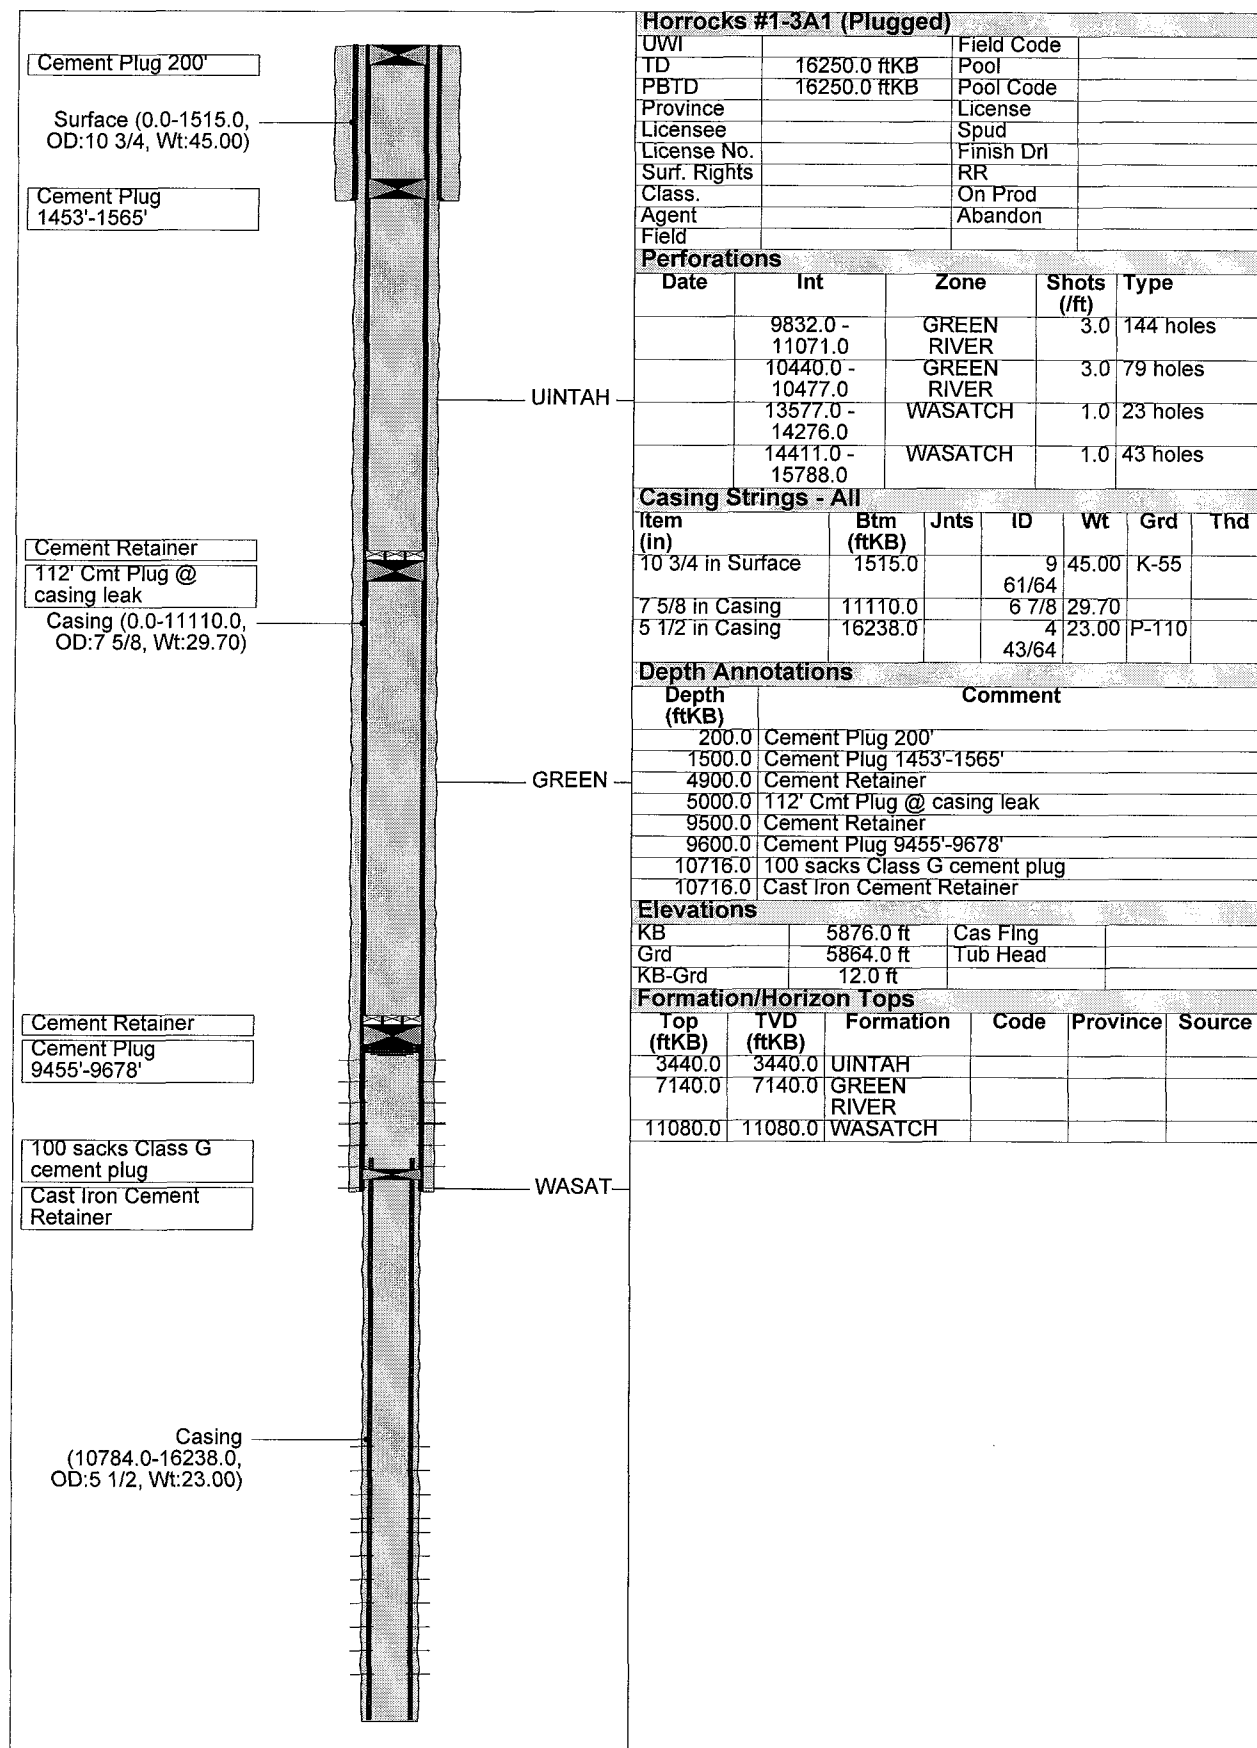 Cement Plug 200'
Surface (0.0-1515.0,
OD:10 3/4, Wt:45.00)
Cement Plug
1453'-1565'
UINTAH
Cement Retainer
112' Cmt Plug @
casing leak
Casing (0.0-11110.0,
OD:7 5/8, Wt:29.70)
GREEN
Cement Retainer
Cement Plug
9455'-9678'
100 sacks Class G
cement plug
Cast Iron Cement
Retainer
WASAT
Casing
(10784.0-16238.0,
OD:5 1/2, Wt:23.00)
Horrocks #1-3A1 (Plugged)
UWI Field Code
TD 16250.0 ftKB Pool
PBTD 16250.0 ftKB Pool Code
Province License
Licensee Spud
License No. Finish Drl
Surf. Rights RR
Class. On Prod
Agent Abandon
Field
Perforations
Date Int Zone Shots Type
(/ft)
9832.0 - GREEN 3.0 144 holes
11071.0 RIVER
10440.0 - GREEN 3.0 79 holes
10477.0 RIVER
13577.0 - WASATCH 1.0 23 holes
14276.0
14411.0 - WASATCH 1.0 43 holes
15788.0
Casing Strings - All
Item Btm Jnts ID Wt Grd Thd
(in) (ftKB)
10 3/4 in Surface 1515.0 9 45.00 K-55
61/64
7 5/8 in Casing 11110.0 6 7/8 29.70
5 1/2 in Casing 16238.0 4 23.00 P-110
43/64
Depth Annotations
Depth Comment
(ftKB)
200.0 Cement Plug 200'
1500.0 Cement Plug 1453'-1565'
4900.0 Cement Retainer
5000.0 112' Cmt Plug @ casing leak
9500.0 Cement Retainer
9600.0 Cement Plug 9455'-9678'
10716.0 100 sacks Class G cement plug
10716.0 Cast Iron Cement Retainer
Elevations
KB 5876.0 ft Cas Flng
Grd 5864.0 ft Tub Head
KB-Grd 12.0 ft
Formation/Horizon Tops
Top TVD Formation Code Province Source
(ftKB) (ftKB)
3440.0 3440.0 UINTAH
7140.0 7140.0 GREEN
RIVER
11080.0 11080.0 WASATCH